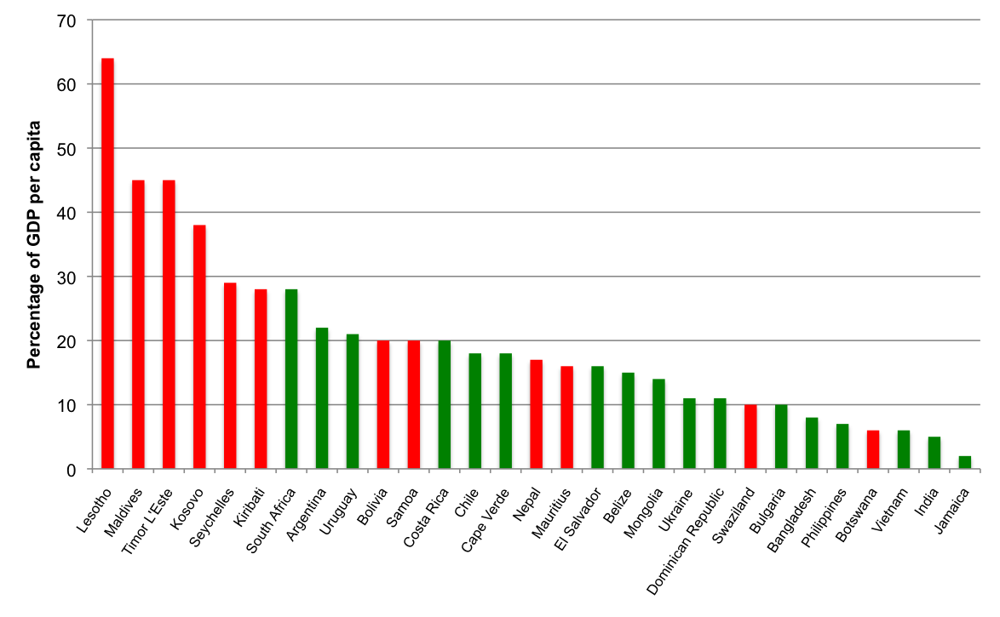 70
60
50
40
30
20
10
0
Percentage of GDP per capita
Lesotho
Maldives
Timor L'Este
Kosovo
Seychelles
Kiribati
South Africa
Argentina
Uruguay
Bolivia
Samoa
Costa Rica
Chile
Cape Verde
Nepal
Mauritius
El Salvador
Belize
Mongolia
Ukraine
Dominican Republic
Swaziland
Bulgaria
Bangladesh
Philippines
Botswana
Vietnam
India
Jamaica